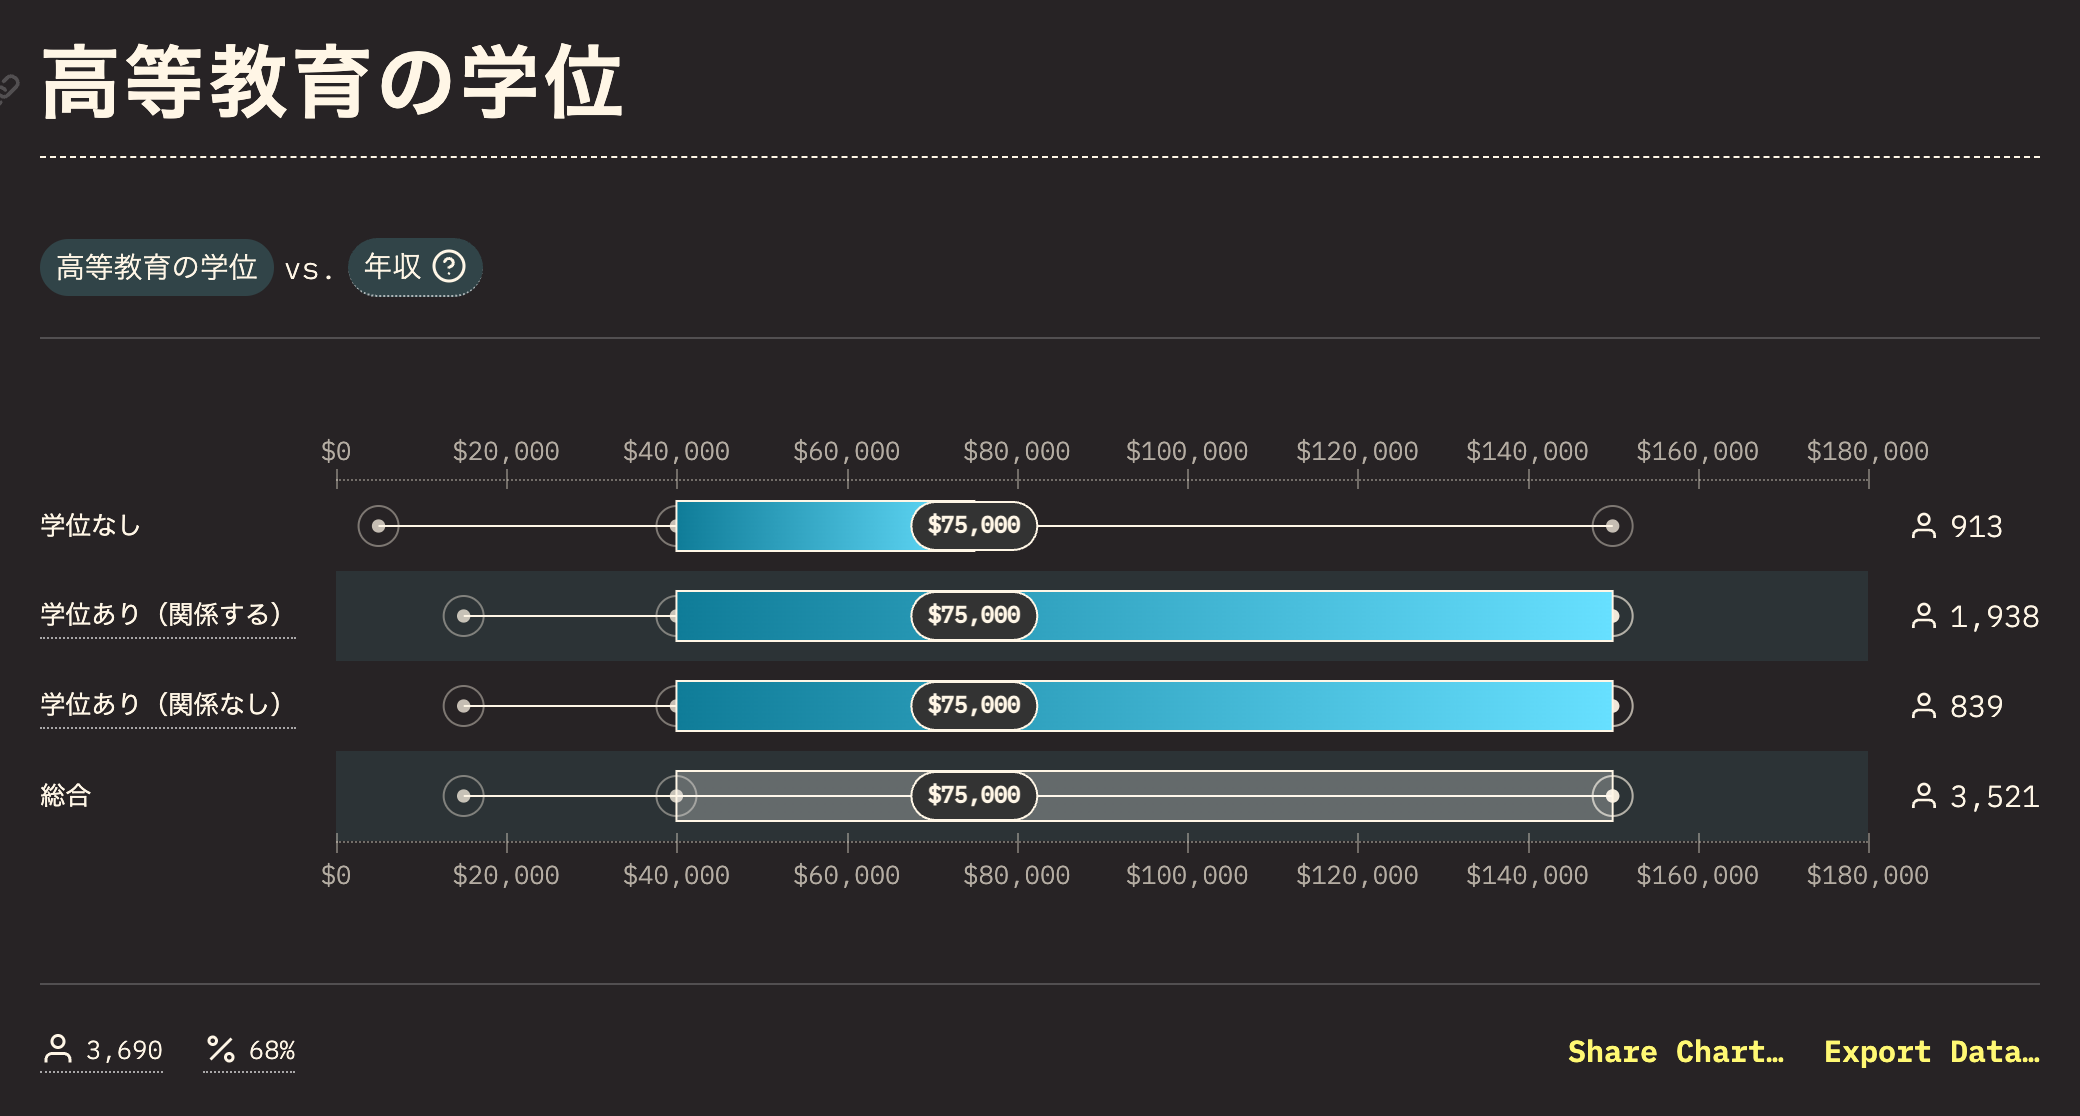 高等教育の学位
高等教育の学位 vs. 年収 ?
$0 $20,000 $40,000 $60,000 $80,000 $100,000 $120,000 $140,000 $160,000 $180,000
学位なし $75,000 913
学位あり（関係する） $75,000 1,938
学位あり（関係なし） $75,000 839
総合 $75,000 3,521
$0 $20,000 $40,000 $60,000 $80,000 $100,000 $120,000 $140,000 $160,000 $180,000
3,690 % 68% Share Chart… Export Data…